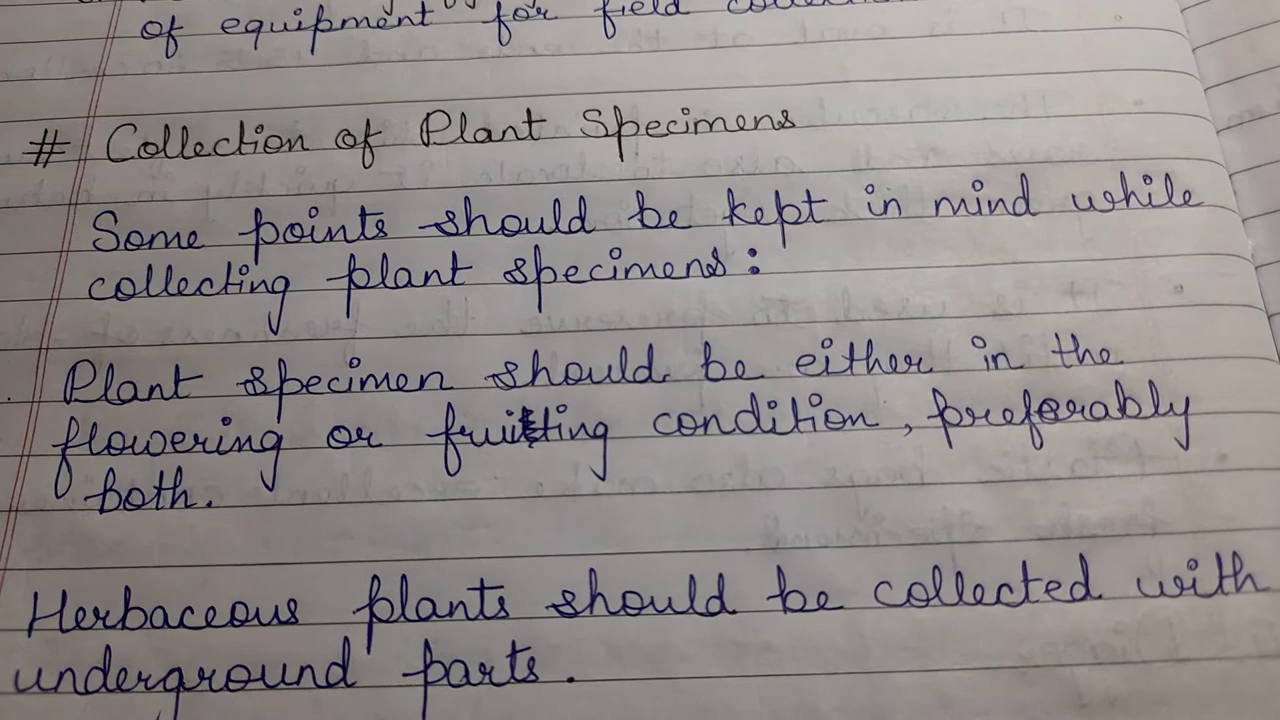 of equipment for field
# Collection of Plant Specimens
Some points should be kept in mind while
collecting plant specimens :
Plant specimen should be either in the
flowering or fruiting condition, preferably
both.
Herbaceous plants should be collected with
underground parts.